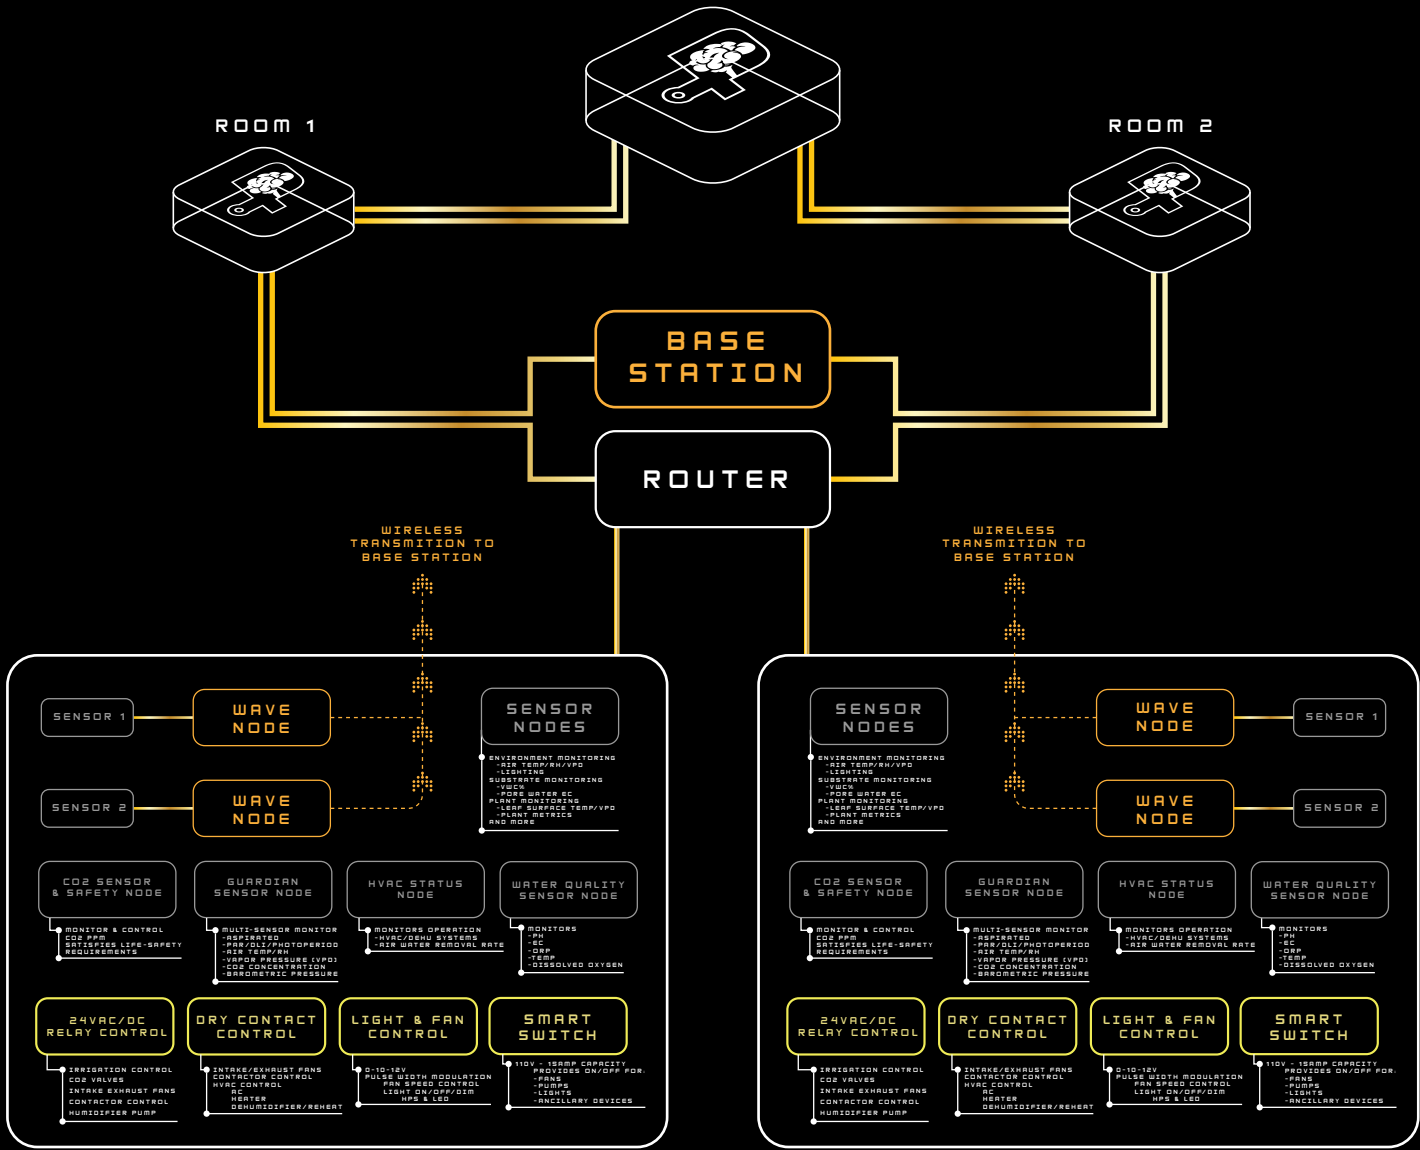 ROOM 1
ROOM 2
BASE
STATION
ROUTER
WIRELESS
TRANSMITION TO
BASE STATION
WIRELESS
TRANSMITION TO
BASE STATION
SENSOR 1
WAVE
NODE
SENSOR 2
WAVE
NODE
SENSOR
NODES
ENVIRONMENT MONITORING
-AIR TEMP/RH/VPD
-LIGHTING
SUBSTRATE MONITORING
-VWC%
-PORE WATER EC
PLANT MONITORING
-LEAF SURFACE TEMP/VPD
-PLANT METRICS
AND MORE
CO2 SENSOR
& SAFETY NODE
MONITOR & CONTROL
CO2 PPM
SATISFIES LIFE-SAFETY
REQUIREMENTS
GUARDIAN
SENSOR NODE
MULTI-SENSOR MONITOR
-ASPIRATED
-PAR/DLI/PHOTOPERIOD
-AIR TEMP/RH
-VAPOR PRESSURE (VPD)
-CO2 CONCENTRATION
-BAROMETRIC PRESSURE
HVAC STATUS
NODE
MONITORS OPERATION
-HVAC/DEHU SYSTEMS
-AIR WATER REMOVAL RATE
WATER QUALITY
SENSOR NODE
MONITORS
-PH
-EC
-ORP
-TEMP
-DISSOLVED OXYGEN
24VAC/DC
RELAY CONTROL
IRRIGATION CONTROL
CO2 VALVES
INTAKE EXHAUST FANS
CONTACTOR CONTROL
HUMIDIFIER PUMP
DRY CONTACT
CONTROL
INTAKE/EXHAUST FANS
CONTACTOR CONTROL
HVAC CONTROL
AC
HEATER
DEHUMIDIFIER/REHEAT
LIGHT & FAN
CONTROL
0-10-12V
PULSE WIDTH MODULATION
FAN SPEED CONTROL
LIGHT ON/OFF/DIM
HPS & LED
SMART
SWITCH
110V - 15AMP CAPACITY
PROVIDES ON/OFF FOR:
-FANS
-PUMPS
-LIGHTS
-ANCILLARY DEVICES
SENSOR
NODES
ENVIRONMENT MONITORING
-AIR TEMP/RH/VPD
-LIGHTING
SUBSTRATE MONITORING
-VWC%
-PORE WATER EC
PLANT MONITORING
-LEAF SURFACE TEMP/VPD
-PLANT METRICS
AND MORE
WAVE
NODE
SENSOR 1
WAVE
NODE
SENSOR 2
CO2 SENSOR
& SAFETY NODE
MONITOR & CONTROL
CO2 PPM
SATISFIES LIFE-SAFETY
REQUIREMENTS
GUARDIAN
SENSOR NODE
MULTI-SENSOR MONITOR
-ASPIRATED
-PAR/DLI/PHOTOPERIOD
-AIR TEMP/RH
-VAPOR PRESSURE (VPD)
-CO2 CONCENTRATION
-BAROMETRIC PRESSURE
HVAC STATUS
NODE
MONITORS OPERATION
-HVAC/DEHU SYSTEMS
-AIR WATER REMOVAL RATE
WATER QUALITY
SENSOR NODE
MONITORS
-PH
-EC
-ORP
-TEMP
-DISSOLVED OXYGEN
24VAC/DC
RELAY CONTROL
IRRIGATION CONTROL
CO2 VALVES
INTAKE EXHAUST FANS
CONTACTOR CONTROL
HUMIDIFIER PUMP
DRY CONTACT
CONTROL
INTAKE/EXHAUST FANS
CONTACTOR CONTROL
HVAC CONTROL
AC
HEATER
DEHUMIDIFIER/REHEAT
LIGHT & FAN
CONTROL
0-10-12V
PULSE WIDTH MODULATION
FAN SPEED CONTROL
LIGHT ON/OFF/DIM
HPS & LED
SMART
SWITCH
110V - 15AMP CAPACITY
PROVIDES ON/OFF FOR:
-FANS
-PUMPS
-LIGHTS
-ANCILLARY DEVICES